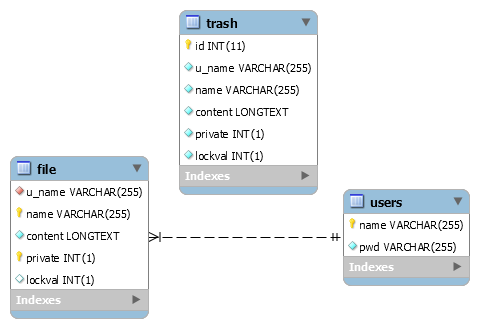 trash
id INT(11)
u_name VARCHAR(255)
name VARCHAR(255)
content LONGTEXT
private INT(1)
lockval INT(1)
Indexes
file
u_name VARCHAR(255)
name VARCHAR(255)
content LONGTEXT
private INT(1)
lockval INT(1)
Indexes
users
name VARCHAR(255)
pwd VARCHAR(255)
Indexes